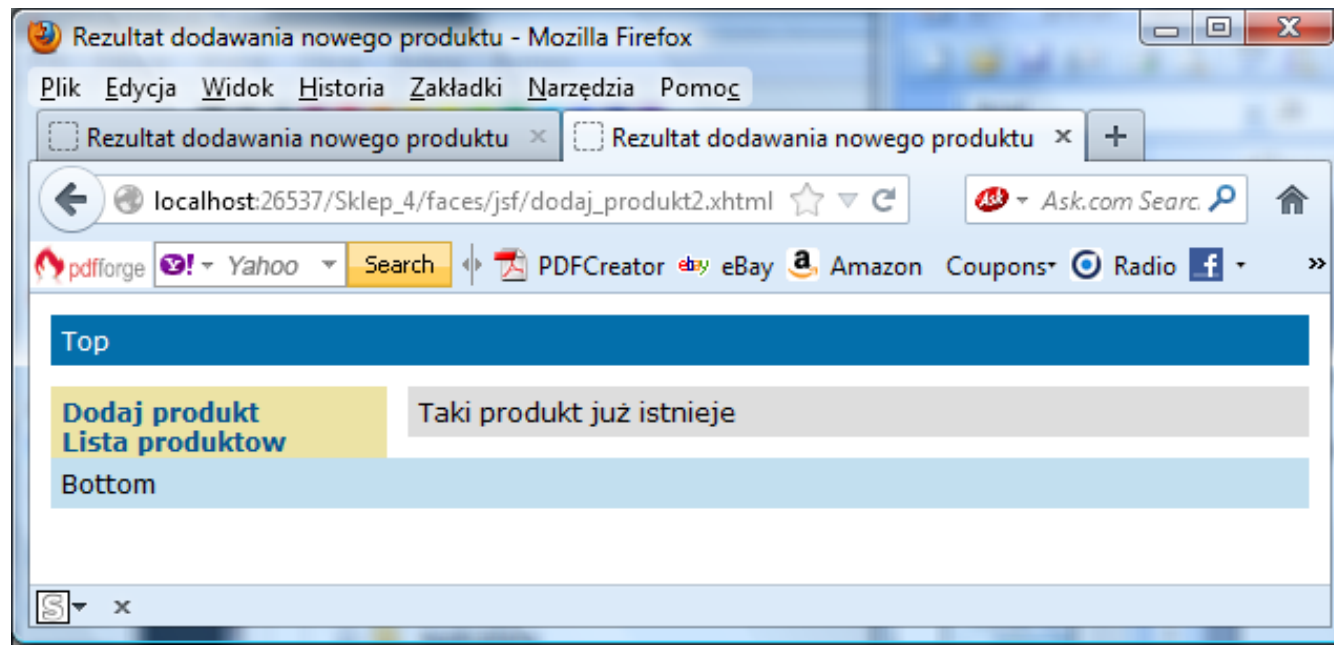 Rezultat dodawania nowego produktu - Mozilla Firefox
Plik Edycja Widok Historia Zakładki Narzędzia Pomoc
Rezultat dodawania nowego produktu × Rezultat dodawania nowego produktu × +
localhost:26537/Sklep_4/faces/jsf/dodaj_produkt2.xhtml Ask Ask.com Searc
pdfforge Y! Yahoo Search PDFCreator ebay eBay a Amazon Coupons Radio f »
Top
Dodaj produkt Taki produkt już istnieje
Lista produktow
Bottom
S x